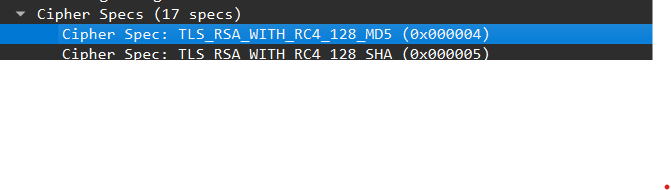 Cipher Specs (17 specs)
Cipher Spec: TLS_RSA_WITH_RC4_128_MD5 (0x000004)
Cipher Spec: TLS_RSA_WITH_RC4_128_SHA (0x000005)